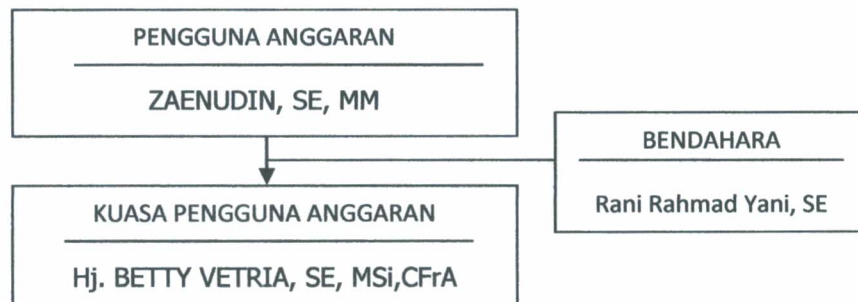 PENGGUNA ANGGARAN
ZAENUDIN, SE, MM
BENDAHARA
Rani Rahmad Yani, SE
KUASA PENGGUNA ANGGARAN
Hj. BETTY VETRIA, SE, MSi,CFrA